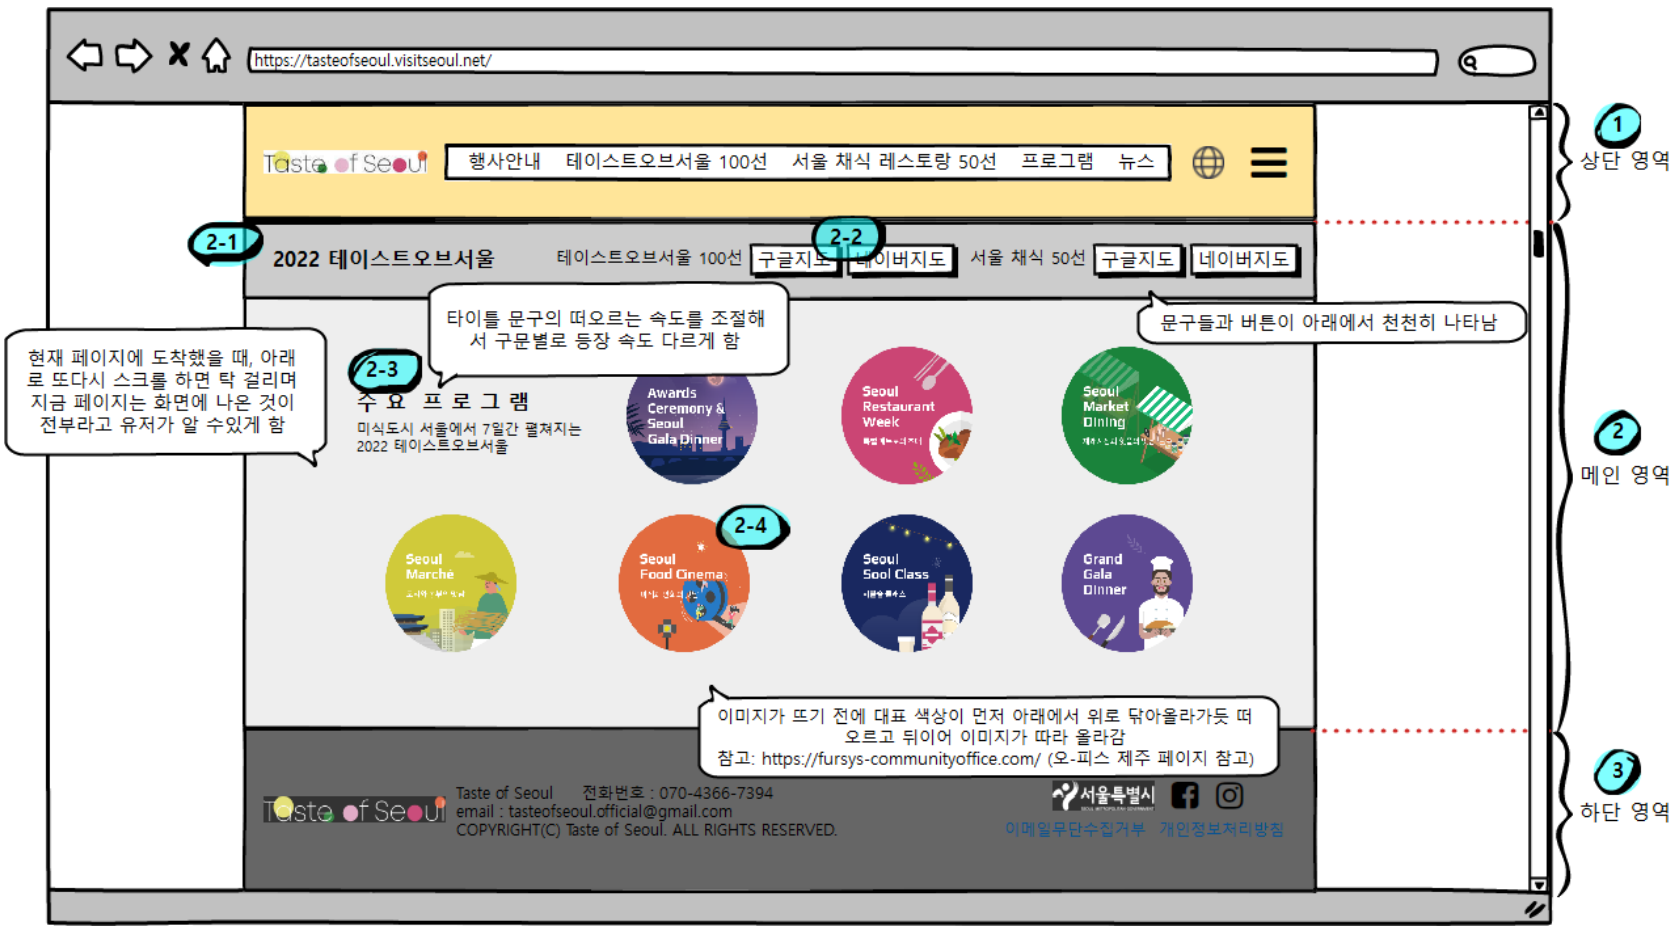 https://tasteofseoul.visitseoul.net/
Taste of Seoul
행사안내 테이스트오브서울 100선 서울 채식 레스토랑 50선 프로그램 뉴스
1
상단 영역
2-1
2-2
2022 테이스트오브서울
테이스트오브서울 100선 구글지도 네이버지도 서울 채식 50선 구글지도 네이버지도
타이틀 문구의 떠오르는 속도를 조절해
서 구문별로 등장 속도 다르게 함
문구들과 버튼이 아래에서 천천히 나타남
현재 페이지에 도착했을 때, 아래
로 또다시 스크롤 하면 탁 걸리며
지금 페이지는 화면에 나온 것이
전부라고 유저가 알 수있게 함
2-3
주요 프로그램
미식도시 서울에서 7일간 펼쳐지는
2022 테이스트오브서울
Awards
Ceremony &
Seoul
Gala Dinner
Seoul
Restaurant
Week
Seoul
Market
Dining
2
메인 영역
2-4
Seoul
Marché
Seoul
Food Cinema
Seoul
Sool Class
Grand
Gala
Dinner
이미지가 뜨기 전에 대표 색상이 먼저 아래에서 위로 닦아올라가듯 떠
오르고 뒤이어 이미지가 따라 올라감
참고: https://fursys-communityoffice.com/ (오-피스 제주 페이지 참고)
3
하단 영역
Taste of Seoul
Taste of Seoul 전화번호 : 070-4366-7394
email : tasteofseoul.official@gmail.com
COPYRIGHT(C) Taste of Seoul. ALL RIGHTS RESERVED.
서울특별시
이메일무단수집거부 개인정보처리방침